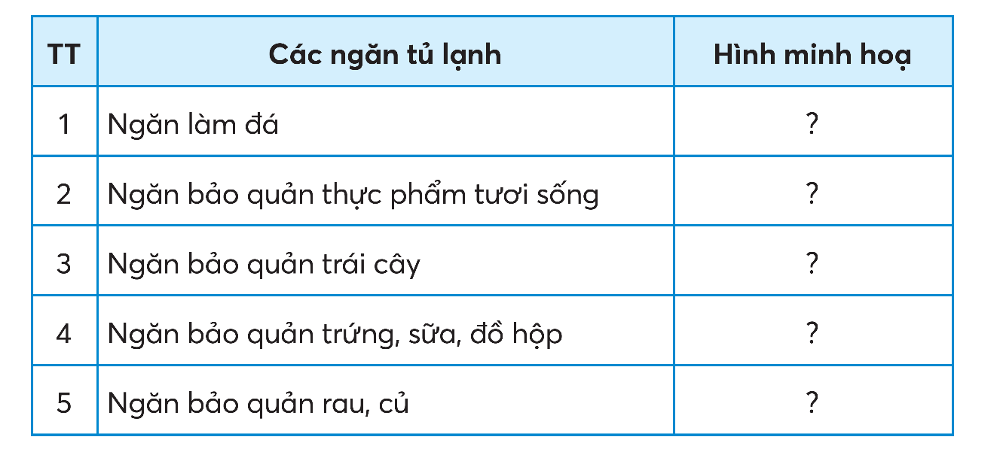 TT Các ngăn tủ lạnh Hình minh hoạ
1 Ngăn làm đá ?
2 Ngăn bảo quản thực phẩm tươi sống ?
3 Ngăn bảo quản trái cây ?
4 Ngăn bảo quản trứng, sữa, đồ hộp ?
5 Ngăn bảo quản rau, củ ?